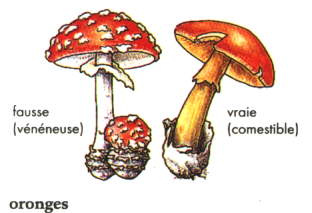 fausse
(vénéneuse)
vraie
(comestible)
oronges